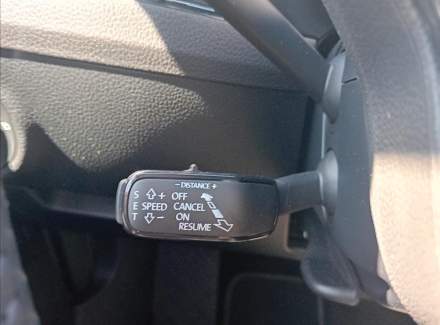 - DISTANCE +
S + OFF
E SPEED CANCEL
T - ON
RESUME